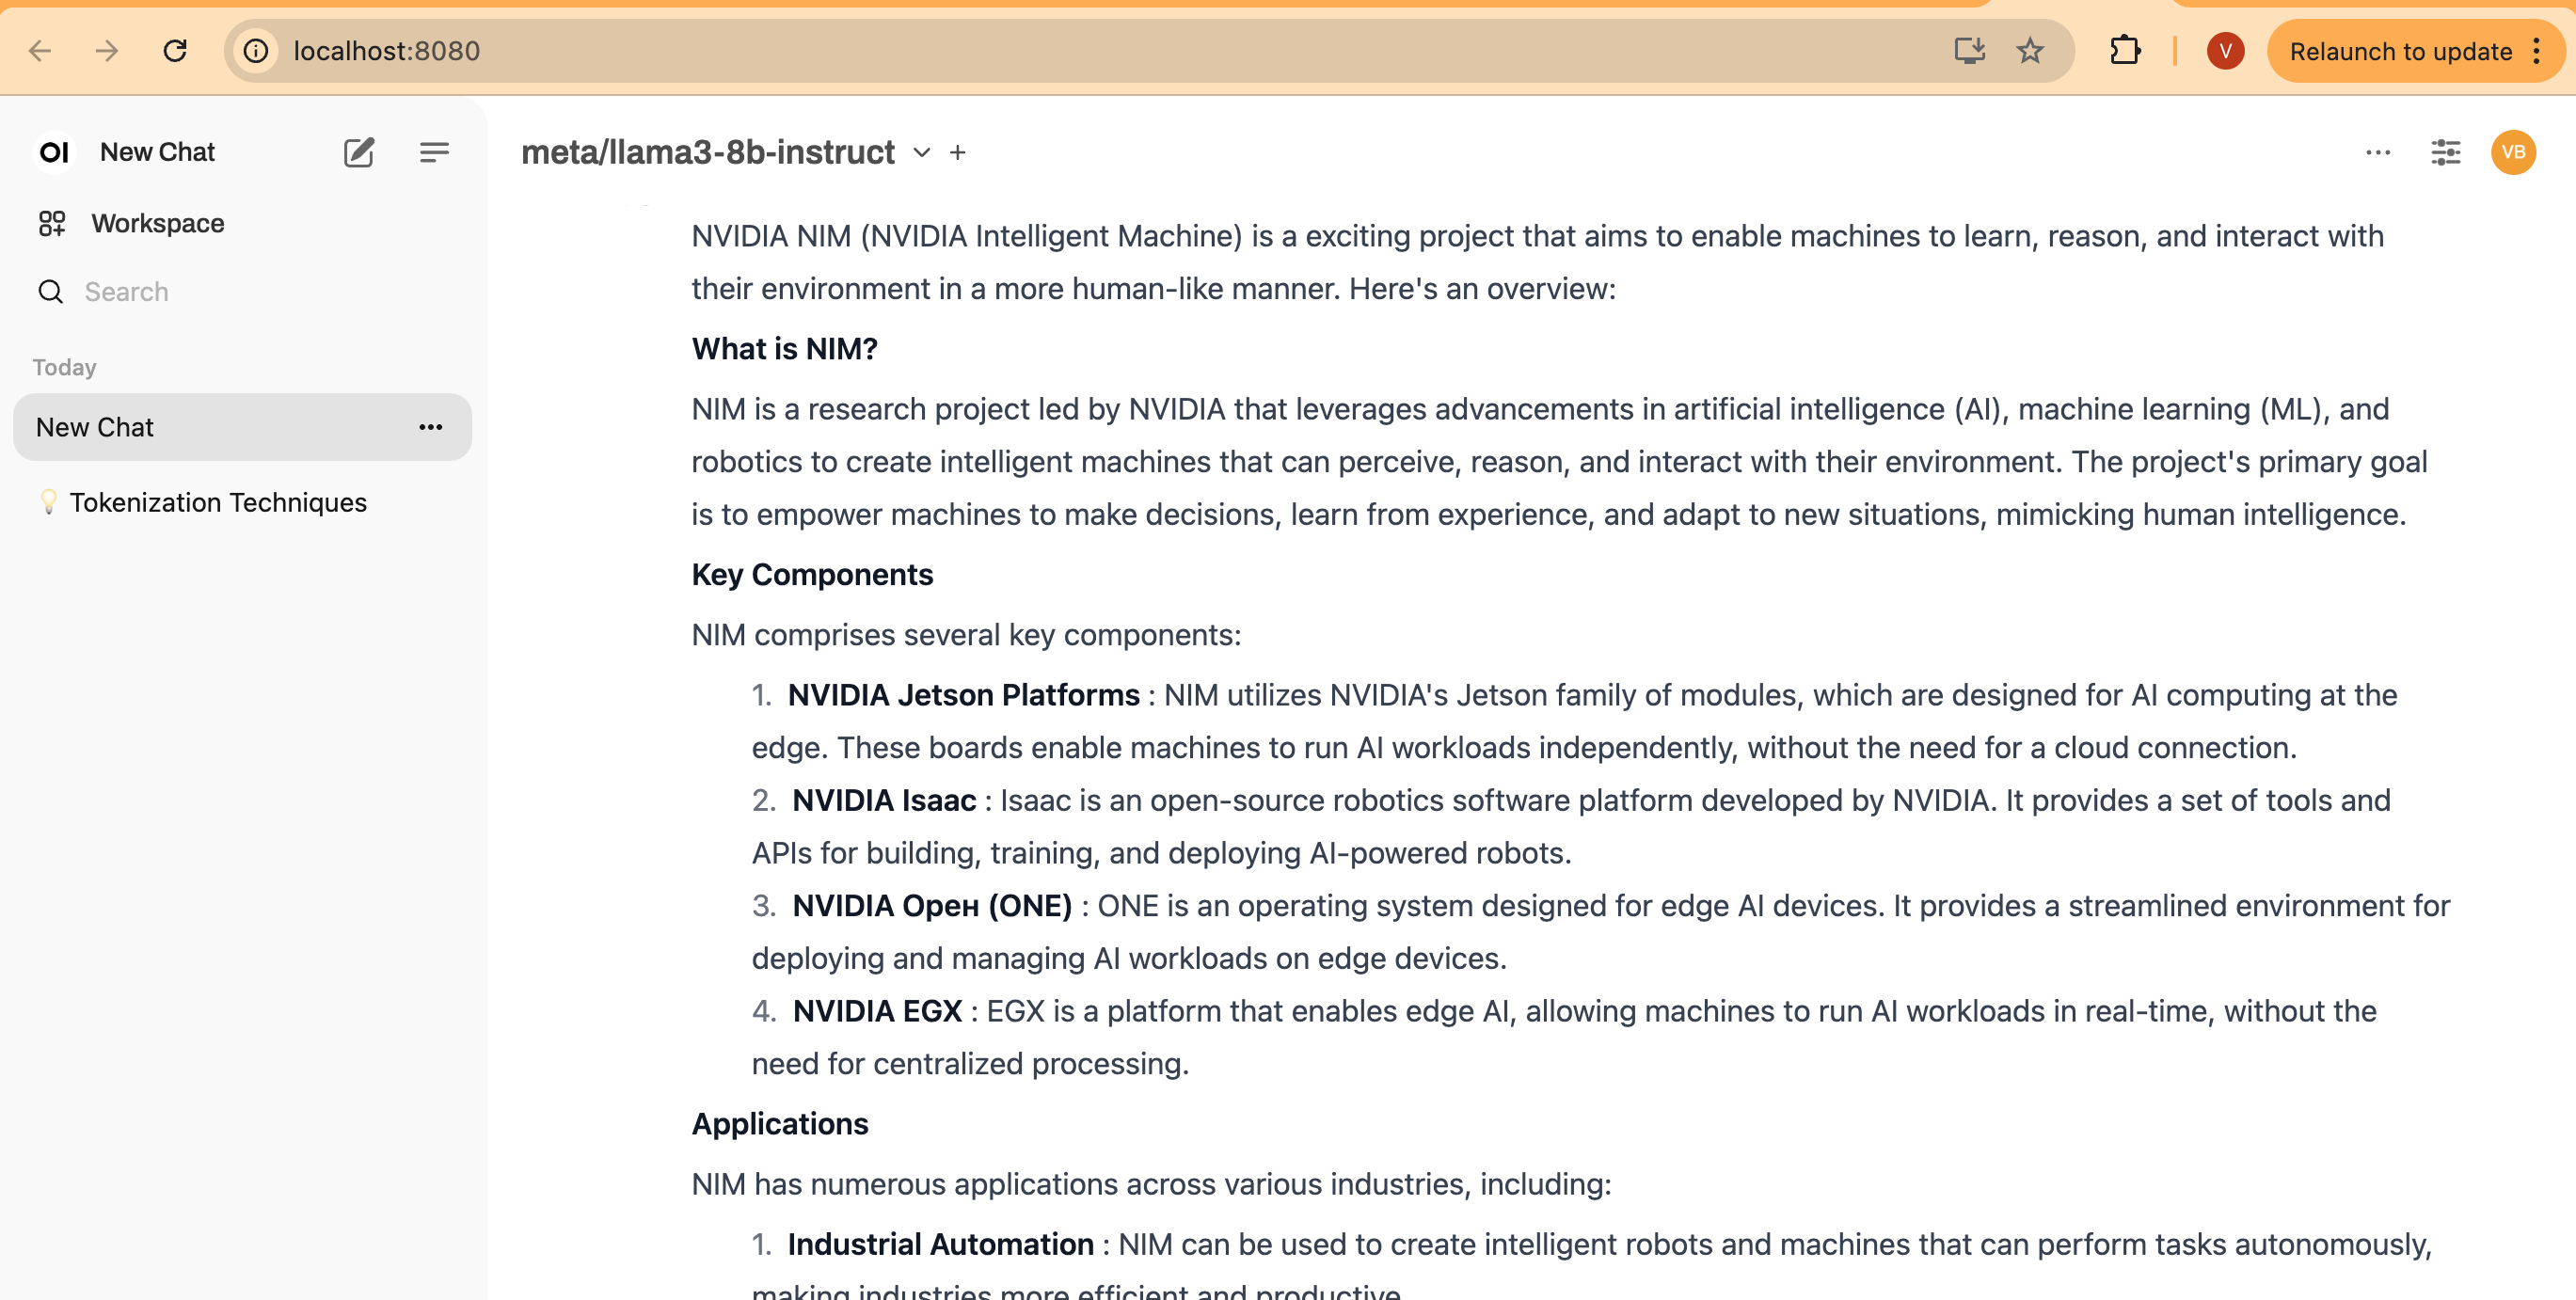 localhost:8080
V
Relaunch to update
OI
New Chat
Workspace
Search
Today
New Chat
Tokenization Techniques
meta/llama3-8b-instruct
VB
NVIDIA NIM (NVIDIA Intelligent Machine) is a exciting project that aims to enable machines to learn, reason, and interact with
their environment in a more human-like manner. Here's an overview:
What is NIM?
NIM is a research project led by NVIDIA that leverages advancements in artificial intelligence (AI), machine learning (ML), and
robotics to create intelligent machines that can perceive, reason, and interact with their environment. The project's primary goal
is to empower machines to make decisions, learn from experience, and adapt to new situations, mimicking human intelligence.
Key Components
NIM comprises several key components:
1. NVIDIA Jetson Platforms : NIM utilizes NVIDIA's Jetson family of modules, which are designed for AI computing at the
edge. These boards enable machines to run AI workloads independently, without the need for a cloud connection.
2. NVIDIA Isaac : Isaac is an open-source robotics software platform developed by NVIDIA. It provides a set of tools and
APIs for building, training, and deploying AI-powered robots.
3. NVIDIA Орен (ONE) : ONE is an operating system designed for edge AI devices. It provides a streamlined environment for
deploying and managing AI workloads on edge devices.
4. NVIDIA EGX : EGX is a platform that enables edge AI, allowing machines to run AI workloads in real-time, without the
need for centralized processing.
Applications
NIM has numerous applications across various industries, including:
1. Industrial Automation : NIM can be used to create intelligent robots and machines that can perform tasks autonomously,
making industries more efficient and productive.